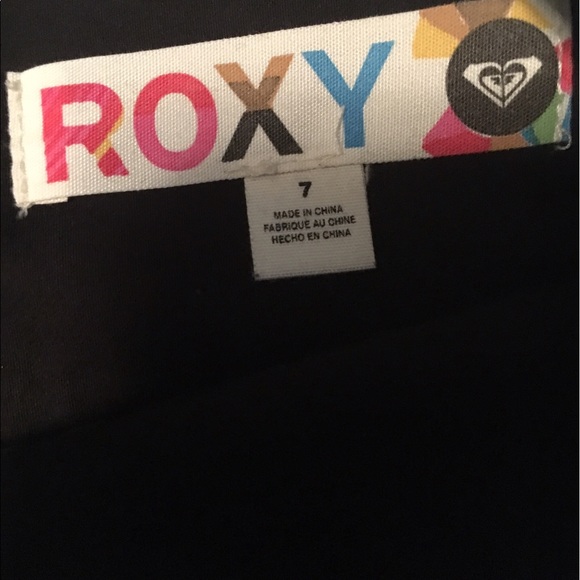 ROXY
7
MADE IN CHINA
FABRIQUE AU CHINE
HECHO EN CHINA